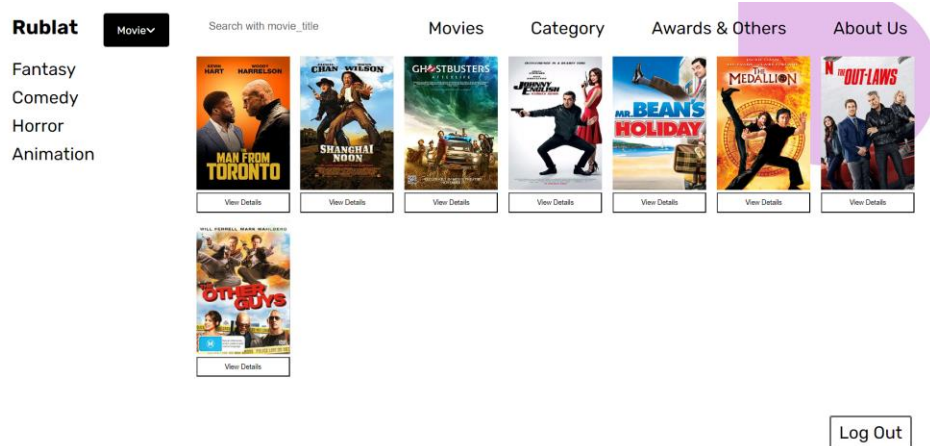 Rublat
Movie
Search with movie_title
Movies
Category
Awards & Others
About Us
Fantasy
Comedy
Horror
Animation
HART
HARRELSON
MAN FROM
TORONTO
CHAN
WILSON
SHANGHAI
NOON
GHOSTBUSTERS
AFTERLIFE
JOHNNY
ENGLISH
MR. BEAN'S
HOLIDAY
THE
MEDALLION
N THE OUT-LAWS
View Details
View Details
View Details
View Details
View Details
View Details
View Details
WILL FERRELL MARK WAHLBERG
THE
OTHER
GUYS
M
View Details
Log Out